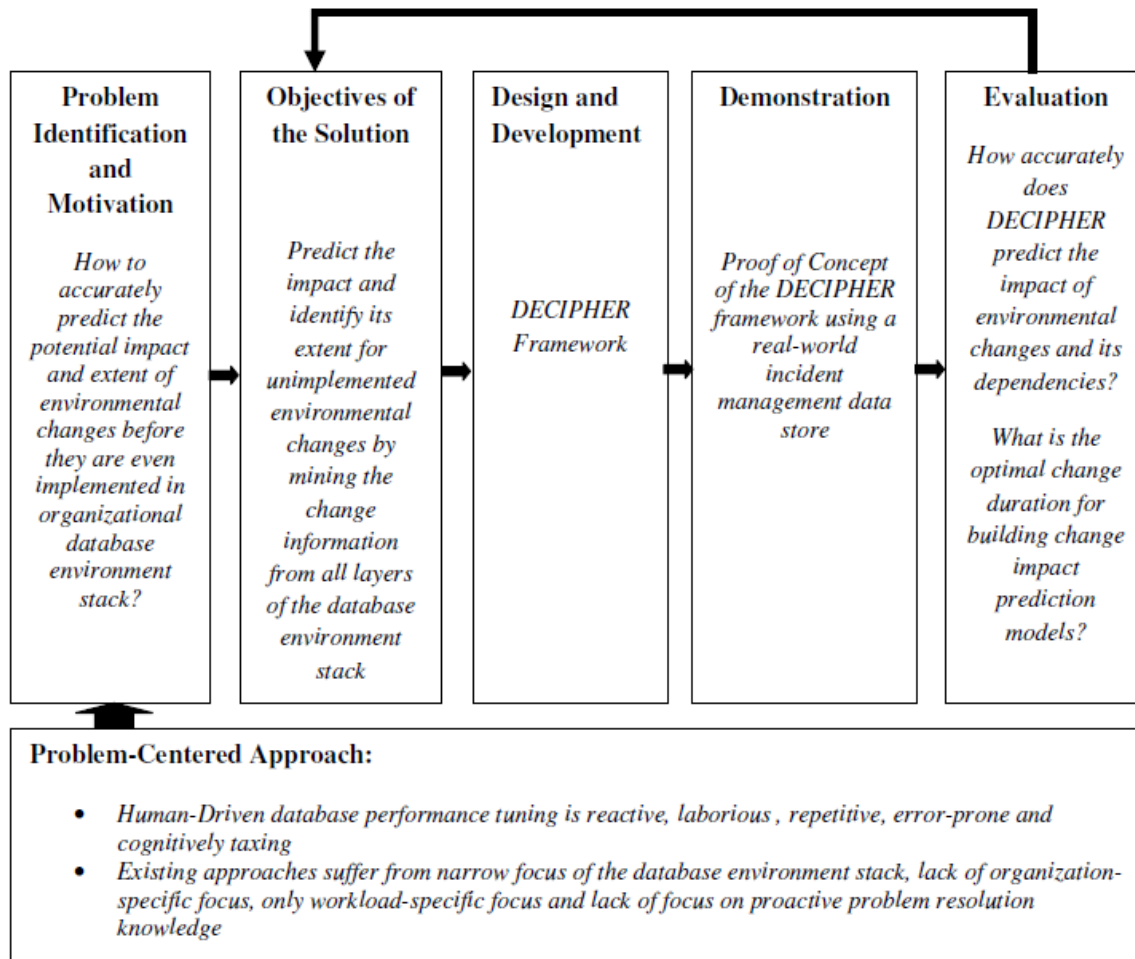 Problem
Identification
and
Motivation
How to
accurately
predict the
potential impact
and extent of
environmental
changes before
they are even
implemented in
organizational
database
environment
stack?
Objectives of
the Solution
Predict the
impact and
identify its
extent for
unimplemented
environmental
changes by
mining the
change
information
from all layers
of the database
environment
stack
Design and
Development
DECIPHER
Framework
Demonstration
Proof of Concept
of the DECIPHER
framework using a
real-world
incident
management data
store
Evaluation
How accurately
does
DECIPHER
predict the
impact of
environmental
changes and its
dependencies?
What is the
optimal change
duration for
building change
impact
prediction
models?
Problem-Centered Approach:
• Human-Driven database performance tuning is reactive, laborious , repetitive, error-prone and
cognitively taxing
• Existing approaches suffer from narrow focus of the database environment stack, lack of organization-
specific focus, only workload-specific focus and lack of focus on proactive problem resolution
knowledge